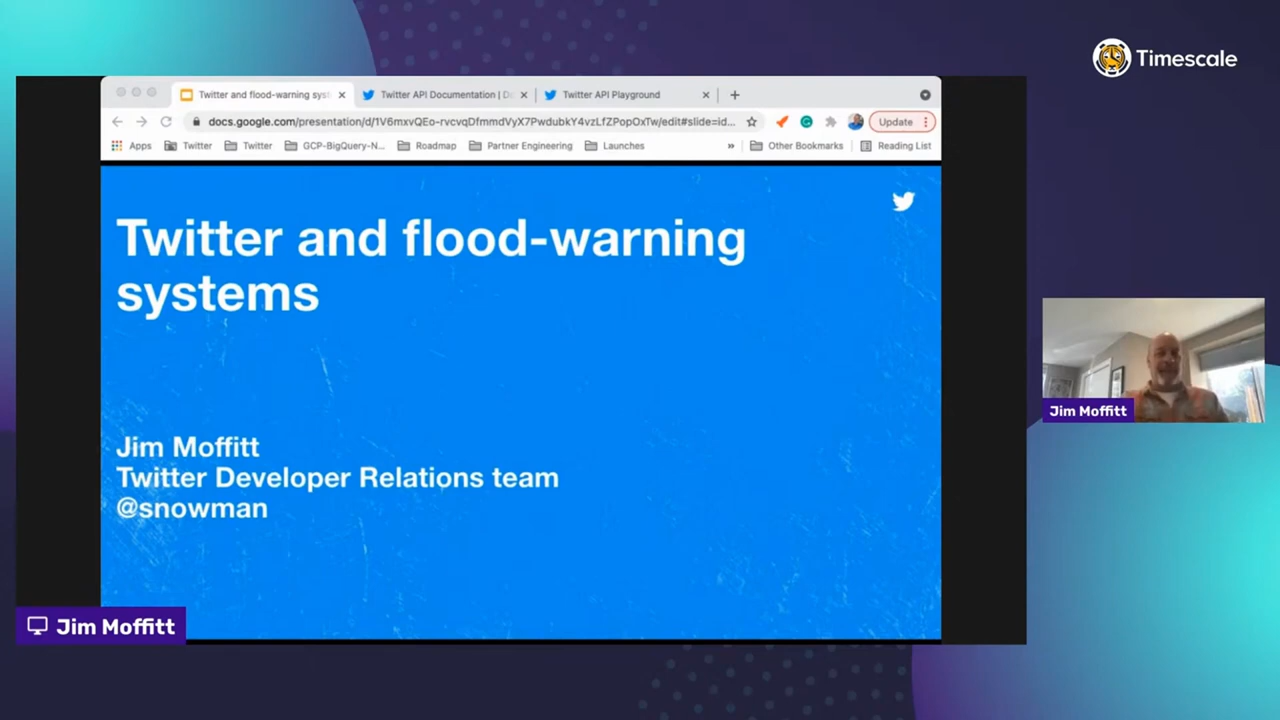 Timescale
Twitter and flood-warning syst
Twitter API Documentation | Do
Twitter API Playground
docs.google.com/presentation/d/1V6mxvQEo-rvcvqDfmmdVyX7PwdubkY4vzLfZPopOxTw/edit#slide=id...
Update
Apps
Twitter
Twitter
GCP-BigQuery-N...
Roadmap
Partner Engineering
Launches
»
Other Bookmarks
Reading List
Twitter and flood-warning
systems
Jim Moffitt
Twitter Developer Relations team
@snowman
Jim Moffitt
Jim Moffitt